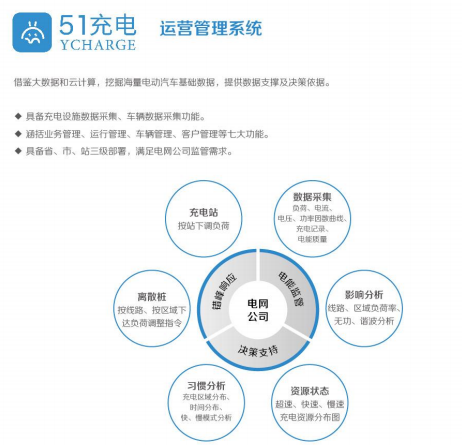 51充电
YCHARGE
运营管理系统
借鉴大数据和云计算，挖掘海量电动汽车基础数据，提供数据支撑及决策依据。
◆ 具备充电设施数据采集、车辆数据采集功能。
◆ 涵括业务管理、运行管理、车辆管理、客户管理等七大功能。
◆ 具备省、市、站三级部署，满足电网公司监管需求。
充电站
按站下调负荷
数据采集
负荷、电流、
电压、功率因数曲线、
充电记录、
电能质量
离散桩
按线路、按区域下
达负荷调整指令
错峰响应
电能监管
电网
公司
决策支持
影响分析
线路、区域负荷率、
无功、谐波分析
习惯分析
充电区域分布、
时间分布、
快、慢模式分析
资源状态
超速、快速、慢速
充电资源分布图